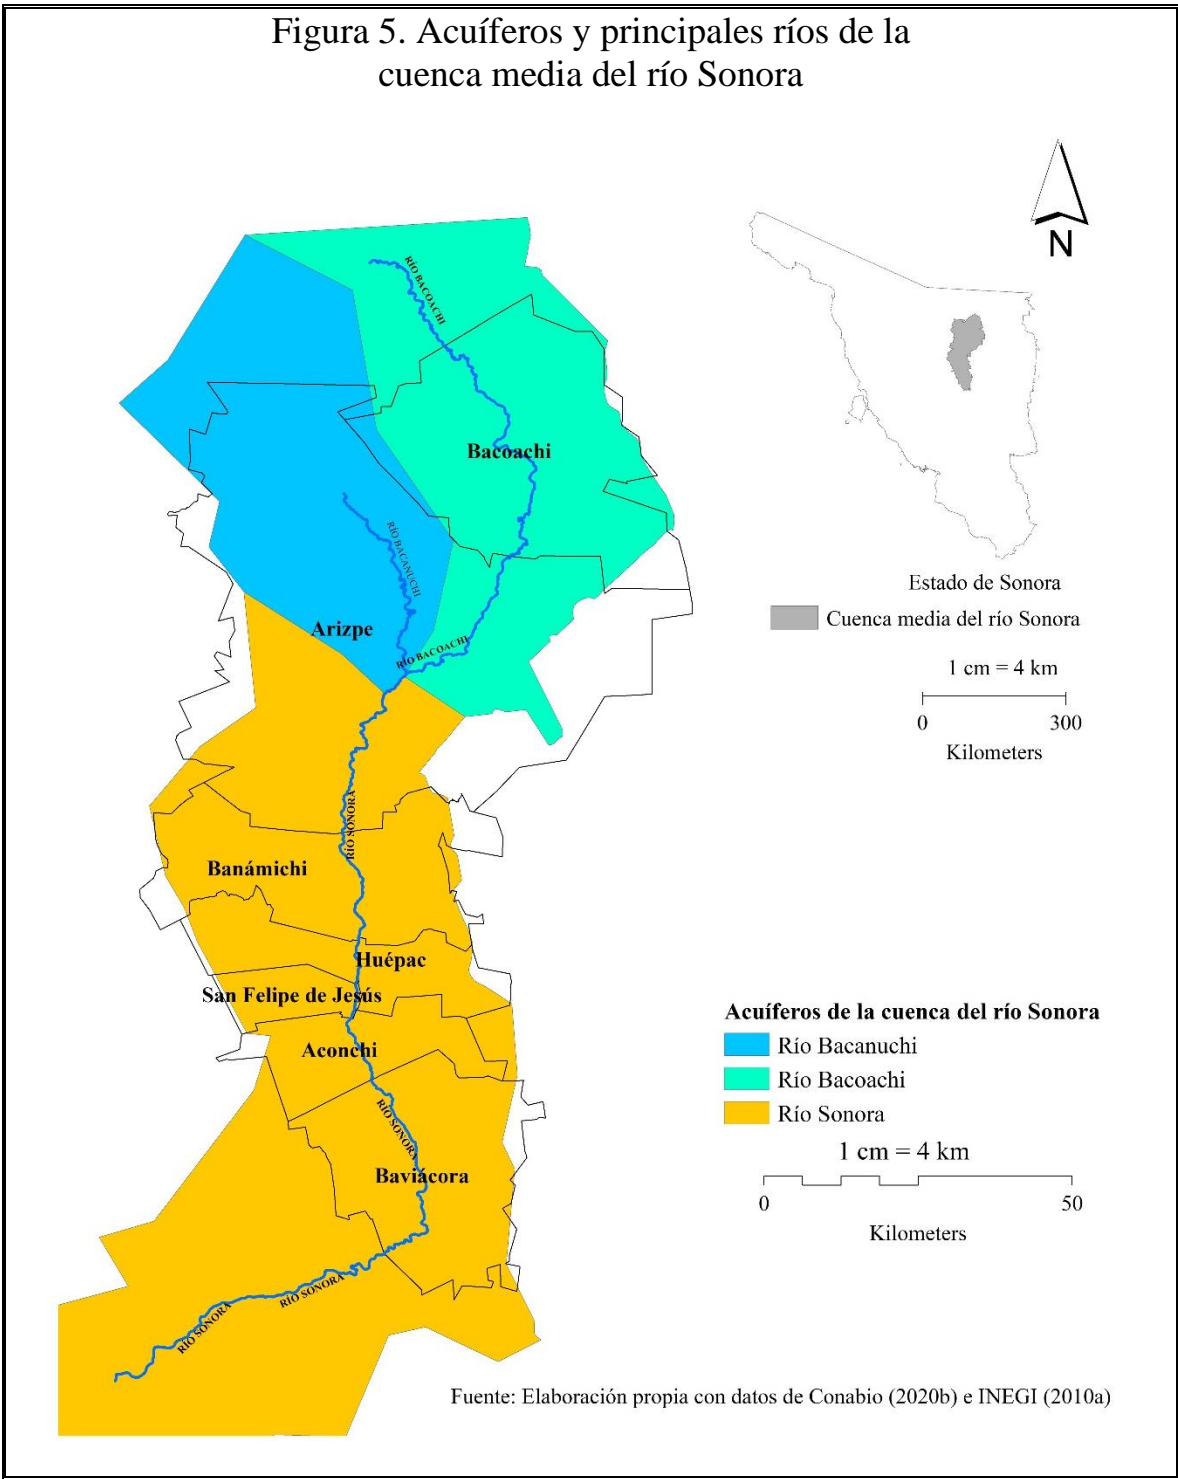 Figura 5. Acuíferos y principales ríos de la
cuenca media del río Sonora
N
RÍO BACOACHI
Bacoachi
RÍO BACANUCHI
Arizpe
RÍO BACOACHI
Estado de Sonora
Cuenca media del río Sonora
1 cm = 4 km
0 300
Kilometers
RÍO SONORA
Banámichi
Huépac
San Felipe de Jesús
Aconchi
RÍO SONORA
Baviácora
RÍO SONORA
RÍO SONORA
Acuíferos de la cuenca del río Sonora
Río Bacanuchi
Río Bacoachi
Río Sonora
1 cm = 4 km
0 50
Kilometers
Fuente: Elaboración propia con datos de Conabio (2020b) e INEGI (2010a)